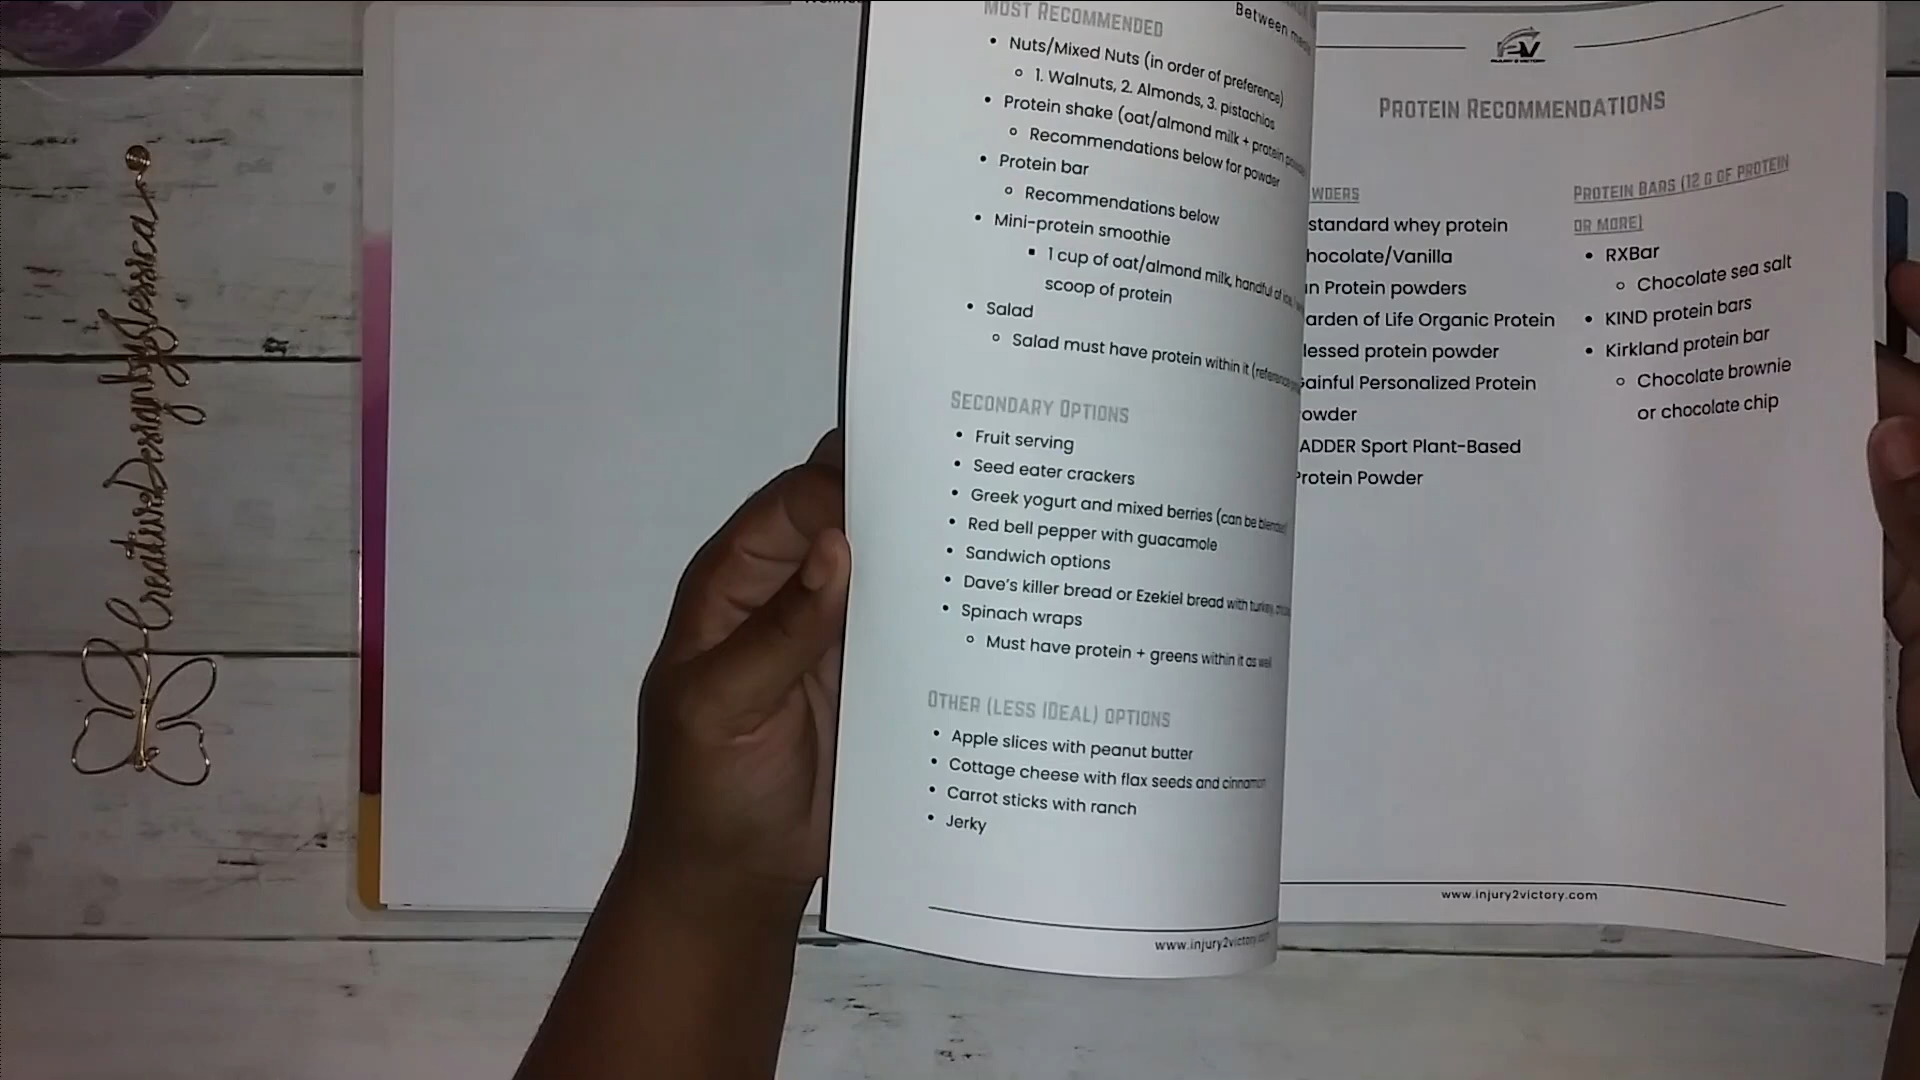 CreativeDesignzbyJessica
MOST RECOMMENDED
Between
• Nuts/Mixed Nuts (in order of preference)
○ 1. Walnuts, 2. Almonds, 3. pistachios
• Protein shake (oat/almond milk + protein
○ Recommendations below for powder
• Protein bar
○ Recommendations below
• Mini-protein smoothie
▪ 1 cup of oat/almond milk, handful of
scoop of protein
• Salad
○ Salad must have protein within it
SECONDARY OPTIONS
• Fruit serving
• Seed eater crackers
• Greek yogurt and mixed berries (can be
• Red bell pepper with guacamole
• Sandwich options
• Dave's killer bread or Ezekiel bread with turkey,
• Spinach wraps
○ Must have protein + greens within it as well
OTHER (LESS IDEAL) OPTIONS
• Apple slices with peanut butter
• Cottage cheese with flax seeds and cinnamon
• Carrot sticks with ranch
• Jerky
www.injury2victory
INJURY 2 VICTORY
PROTEIN RECOMMENDATIONS
WDERS
standard whey protein
hocolate/Vanilla
n Protein powders
arden of Life Organic Protein
lessed protein powder
ainful Personalized Protein
owder
ADDER Sport Plant-Based
Protein Powder
PROTEIN BARS (12 G OF PROTEIN
OR MORE)
• RXBar
○ Chocolate sea salt
• KIND protein bars
• Kirkland protein bar
○ Chocolate brownie
or chocolate chip
www.injury2victory.com